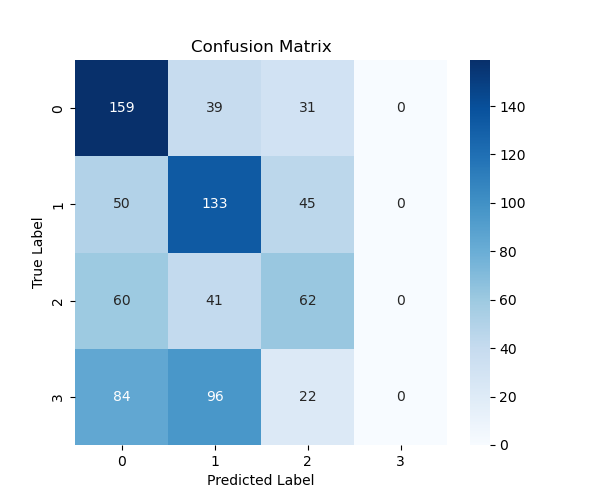 Confusion Matrix
0 159 39 31 0
1 50 133 45 0
2 60 41 62 0
3 84 96 22 0
0 1 2 3
Predicted Label
True Label
140
120
100
80
60
40
20
0